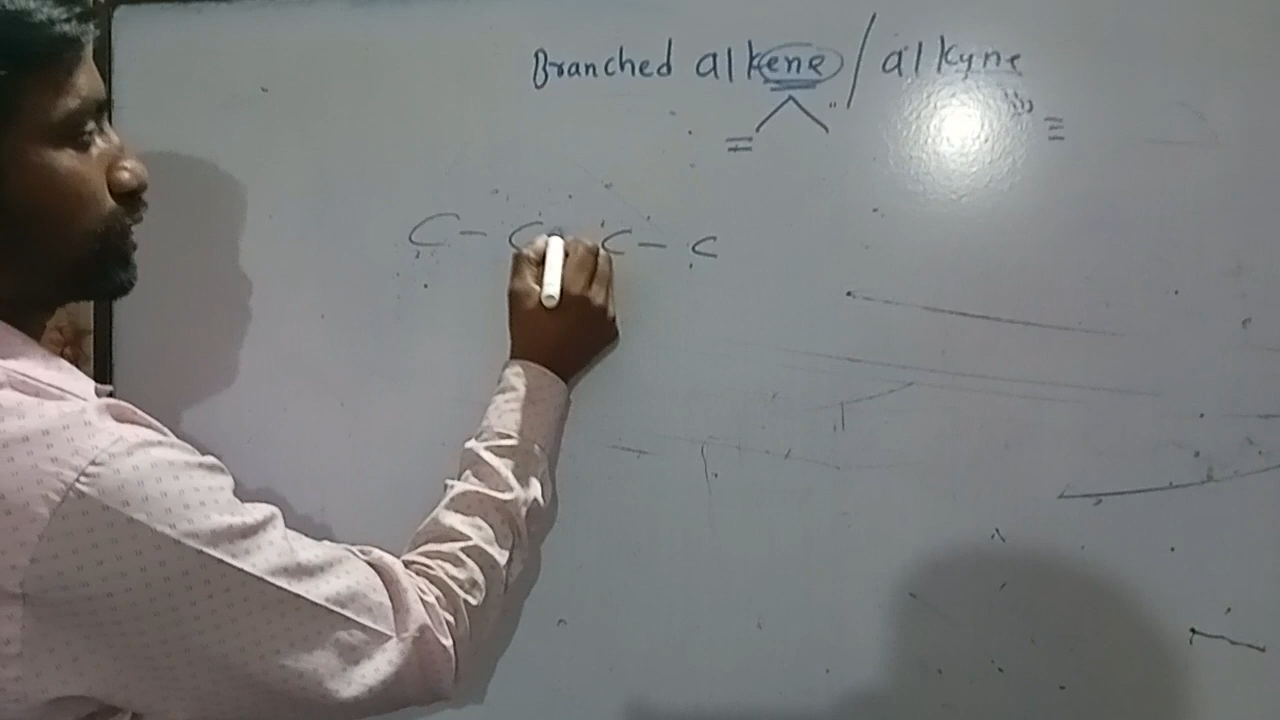 Branched alkene / alkyne
= ≡
C - C C - C